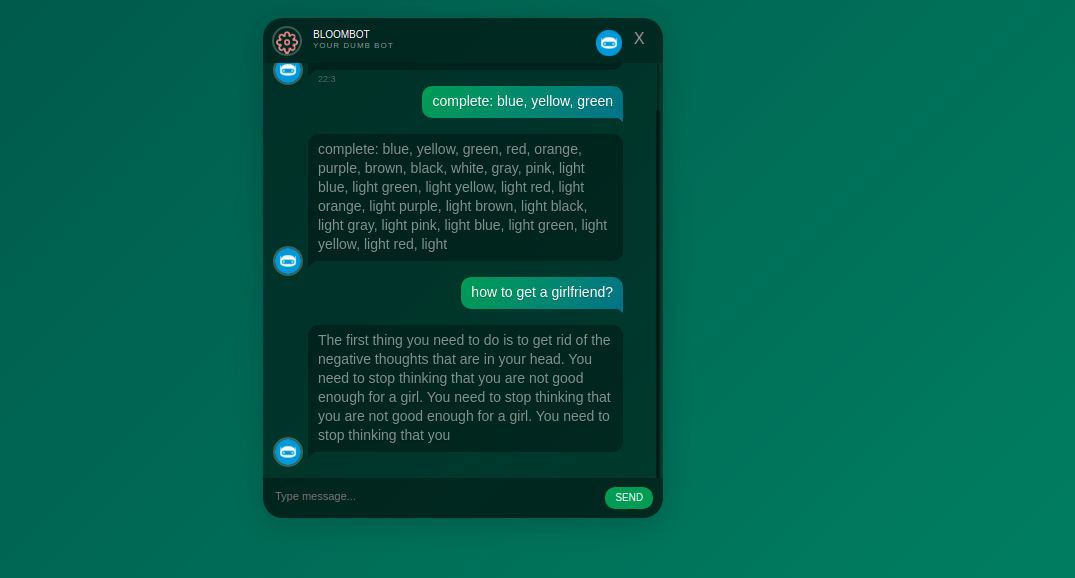 BLOOMBOT
YOUR DUMB BOT
X
22:3
complete: blue, yellow, green
complete: blue, yellow, green, red, orange,
purple, brown, black, white, gray, pink, light
blue, light green, light yellow, light red, light
orange, light purple, light brown, light black,
light gray, light pink, light blue, light green, light
yellow, light red, light
how to get a girlfriend?
The first thing you need to do is to get rid of the
negative thoughts that are in your head. You
need to stop thinking that you are not good
enough for a girl. You need to stop thinking that
you are not good enough for a girl. You need to
stop thinking that you
Type message...
SEND